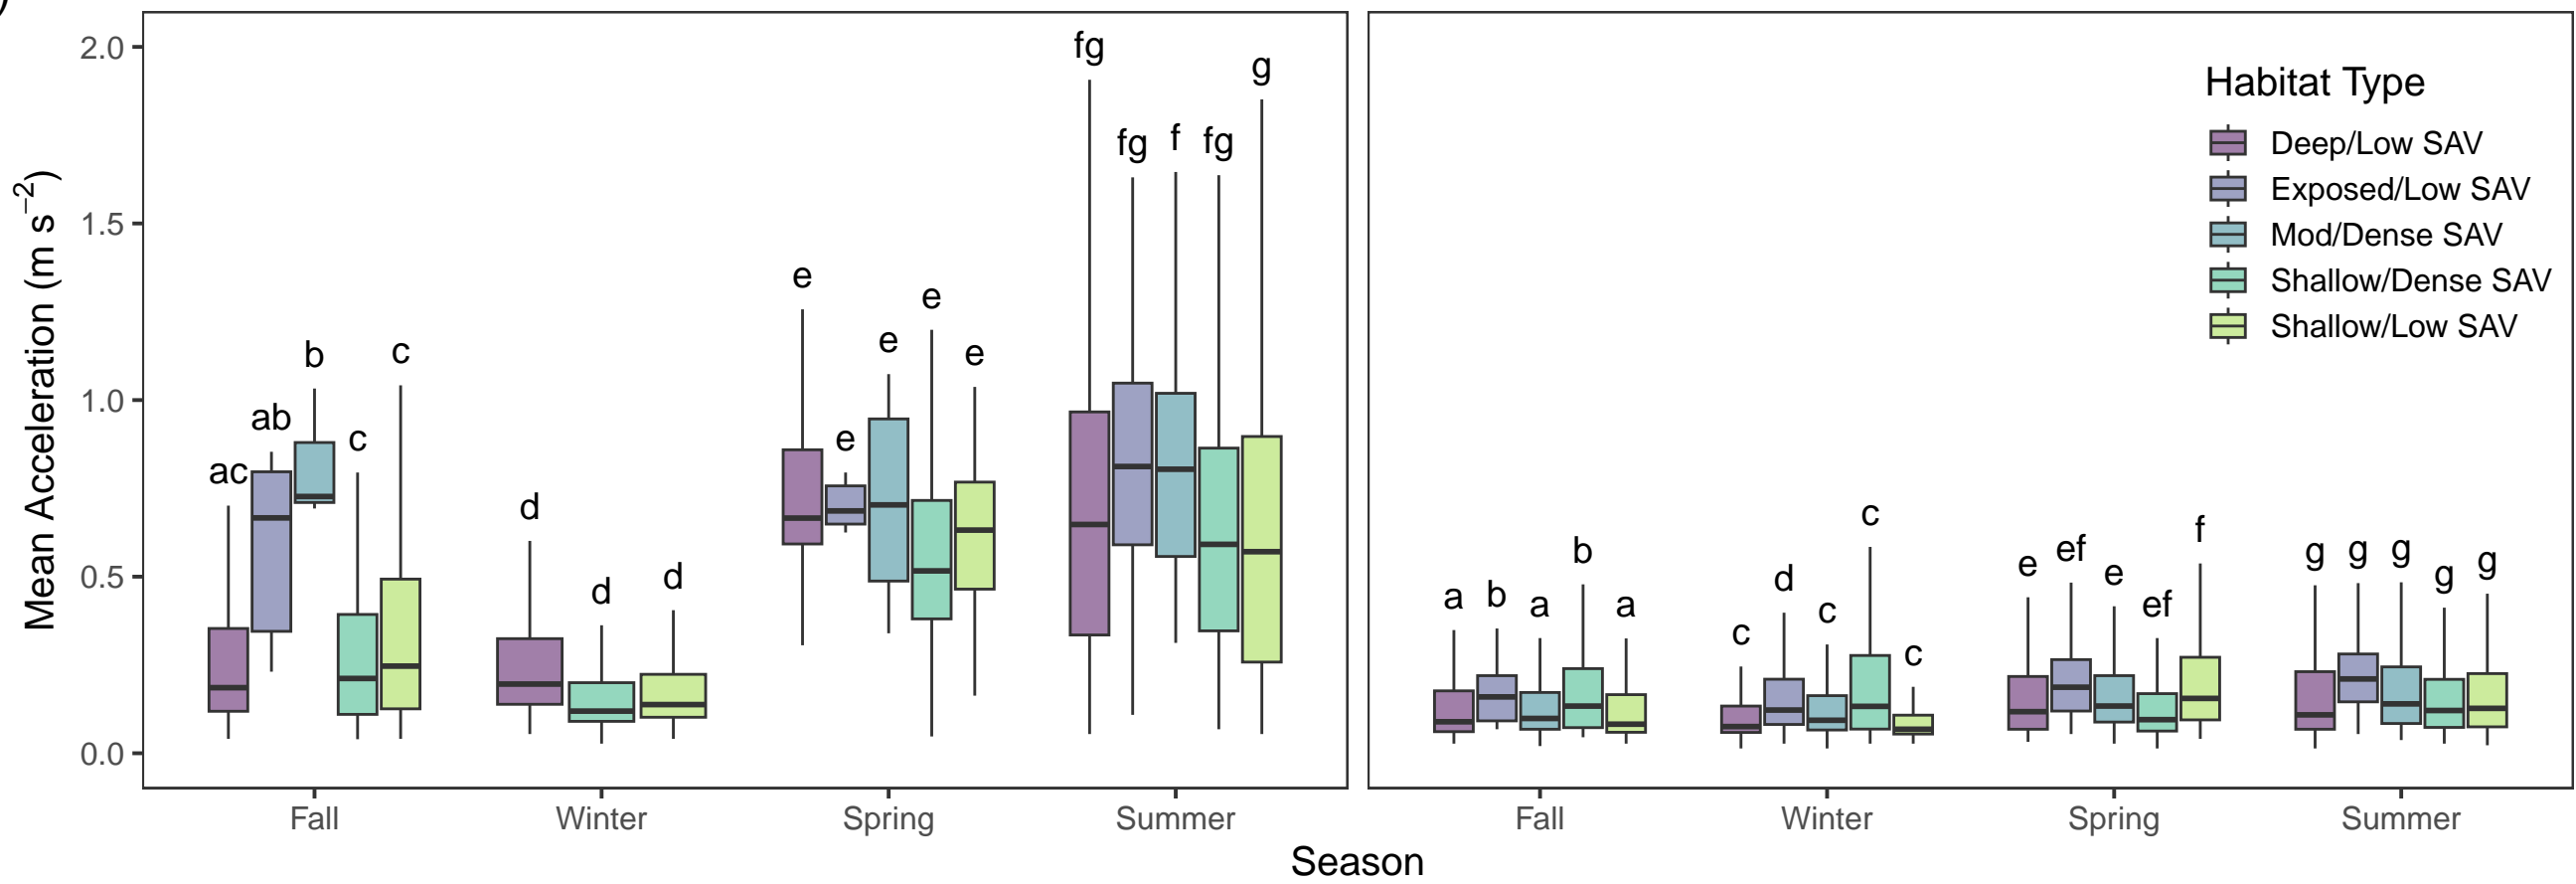 )
Mean Acceleration (m s⁻²)
2.0
1.5
1.0
0.5
0.0
ac
ab
b
c
c
d
d
d
e
e
e
e
e
fg
fg
f
fg
g
a
b
a
b
a
c
d
c
c
c
e
ef
e
ef
f
g
g
g
g
g
Habitat Type
Deep/Low SAV
Exposed/Low SAV
Mod/Dense SAV
Shallow/Dense SAV
Shallow/Low SAV
Fall
Winter
Spring
Summer
Fall
Winter
Spring
Summer
Season